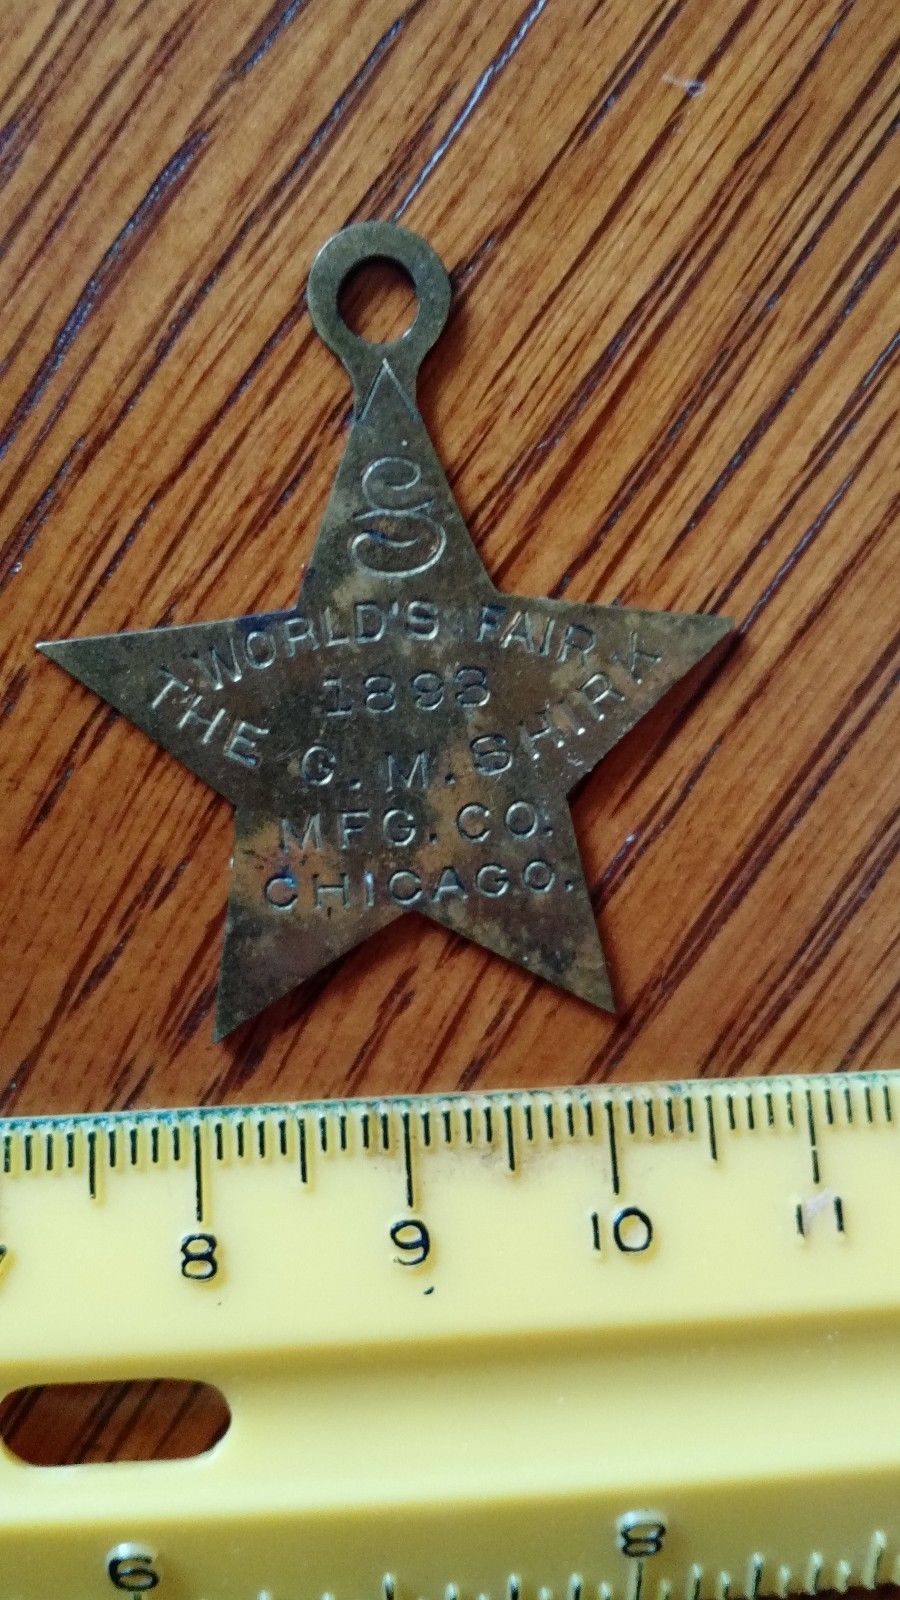 S
WORLD'S FAIR
1893
THE G. M. SHIRK
MFG. CO.
CHICAGO.
8 9 10 11
6 8